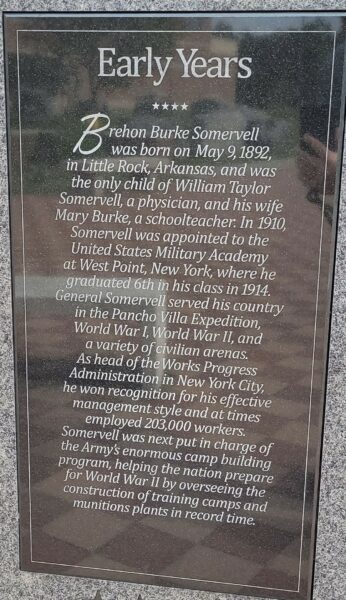 Early Years
★★★★
Brehon Burke Somervell
was born on May 9, 1892,
in Little Rock, Arkansas, and was
the only child of William Taylor
Somervell, a physician, and his wife
Mary Burke, a schoolteacher. In 1910,
Somervell was appointed to the
United States Military Academy
at West Point, New York, where he
graduated 6th in his class in 1914.
General Somervell served his country
in the Pancho Villa Expedition,
World War I, World War II, and
a variety of civilian arenas.
As head of the Works Progress
Administration in New York City,
he won recognition for his effective
management style and at times
employed 203,000 workers.
Somervell was next put in charge of
the Army's enormous camp building
program, helping the nation prepare
for World War II by overseeing the
construction of training camps and
munitions plants in record time.